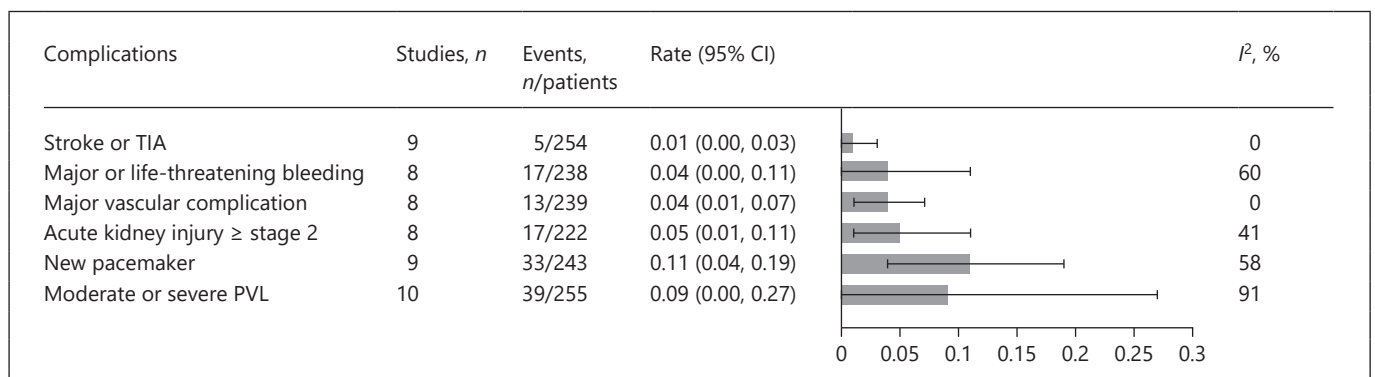 Complications Studies, n Events, n/patients Rate (95% CI) I², %
Stroke or TIA 9 5/254 0.01 (0.00, 0.03) 0
Major or life-threatening bleeding 8 17/238 0.04 (0.00, 0.11) 60
Major vascular complication 8 13/239 0.04 (0.01, 0.07) 0
Acute kidney injury ≥ stage 2 8 17/222 0.05 (0.01, 0.11) 41
New pacemaker 9 33/243 0.11 (0.04, 0.19) 58
Moderate or severe PVL 10 39/255 0.09 (0.00, 0.27) 91
0 0.05 0.1 0.15 0.2 0.25 0.3